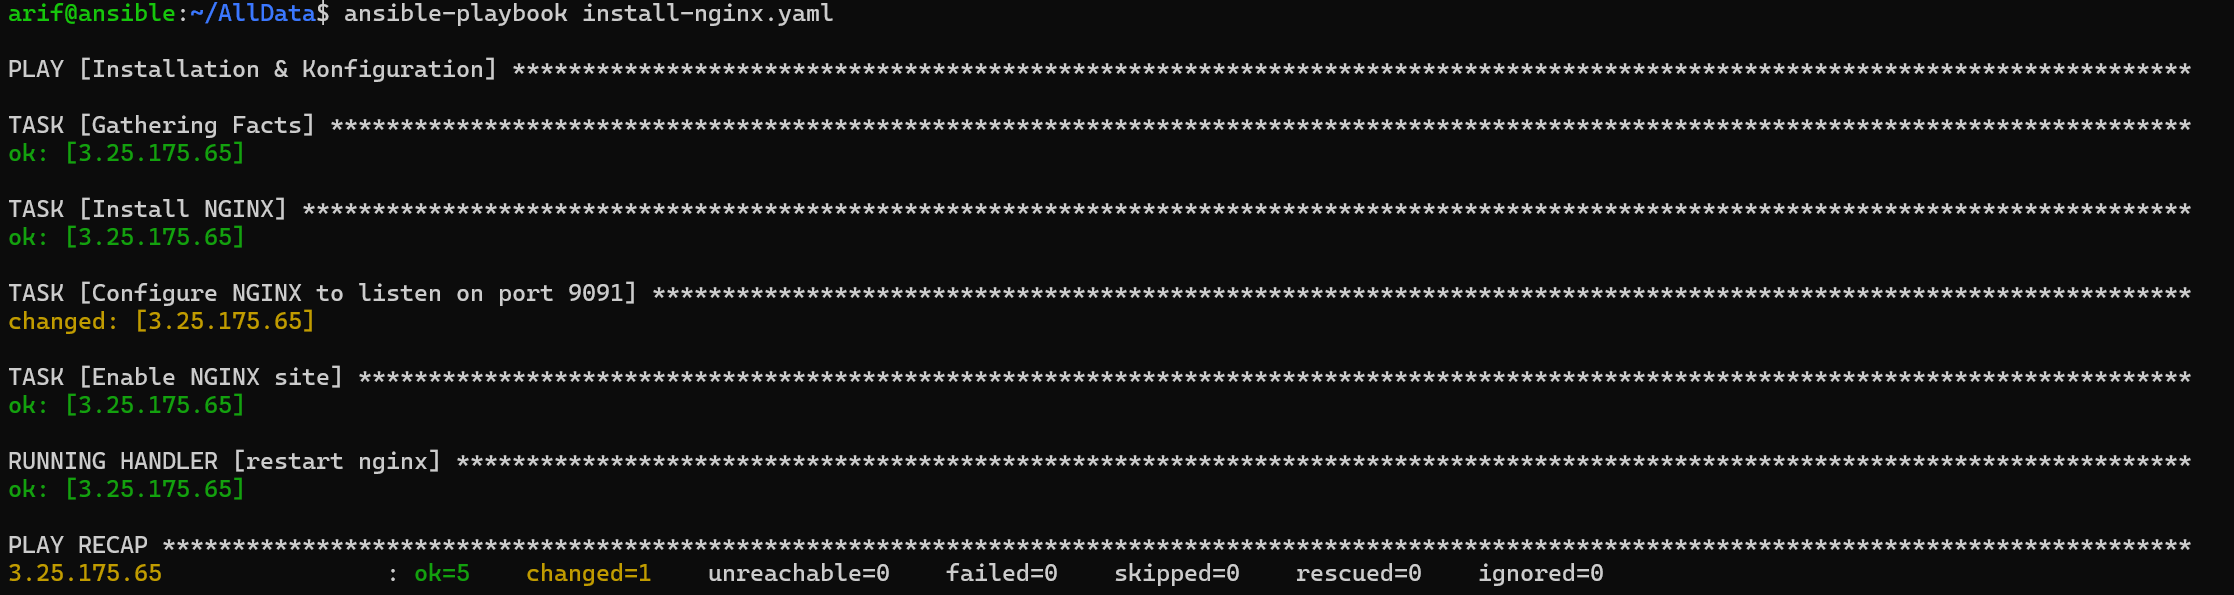 arif@ansible:~/AllData$ ansible-playbook install-nginx.yaml
PLAY [Installation & Konfiguration] ************************************************************************************************************************
TASK [Gathering Facts] *************************************************************************************************************************************
ok: [3.25.175.65]
TASK [Install NGINX] ***************************************************************************************************************************************
ok: [3.25.175.65]
TASK [Configure NGINX to listen on port 9091] **************************************************************************************************************
changed: [3.25.175.65]
TASK [Enable NGINX site] ***********************************************************************************************************************************
ok: [3.25.175.65]
RUNNING HANDLER [restart nginx] ****************************************************************************************************************************
ok: [3.25.175.65]
PLAY RECAP *************************************************************************************************************************************************
3.25.175.65                : ok=5    changed=1    unreachable=0    failed=0    skipped=0    rescued=0    ignored=0